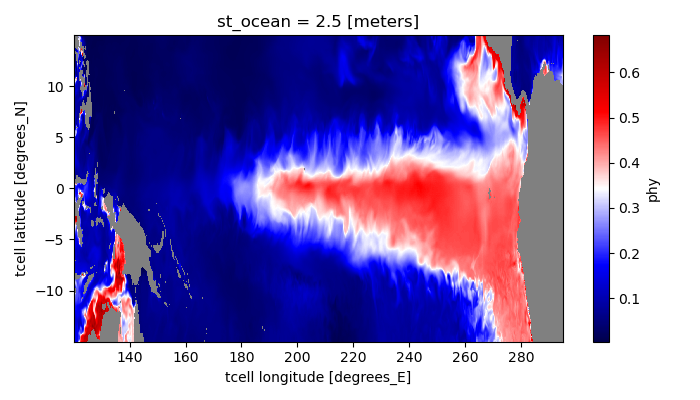 st_ocean = 2.5 [meters]
10
5
0
−5
−10
tcell latitude [degrees_N]
140 160 180 200 220 240 260 280
tcell longitude [degrees_E]
0.6
0.5
0.4
0.3
0.2
0.1
phy